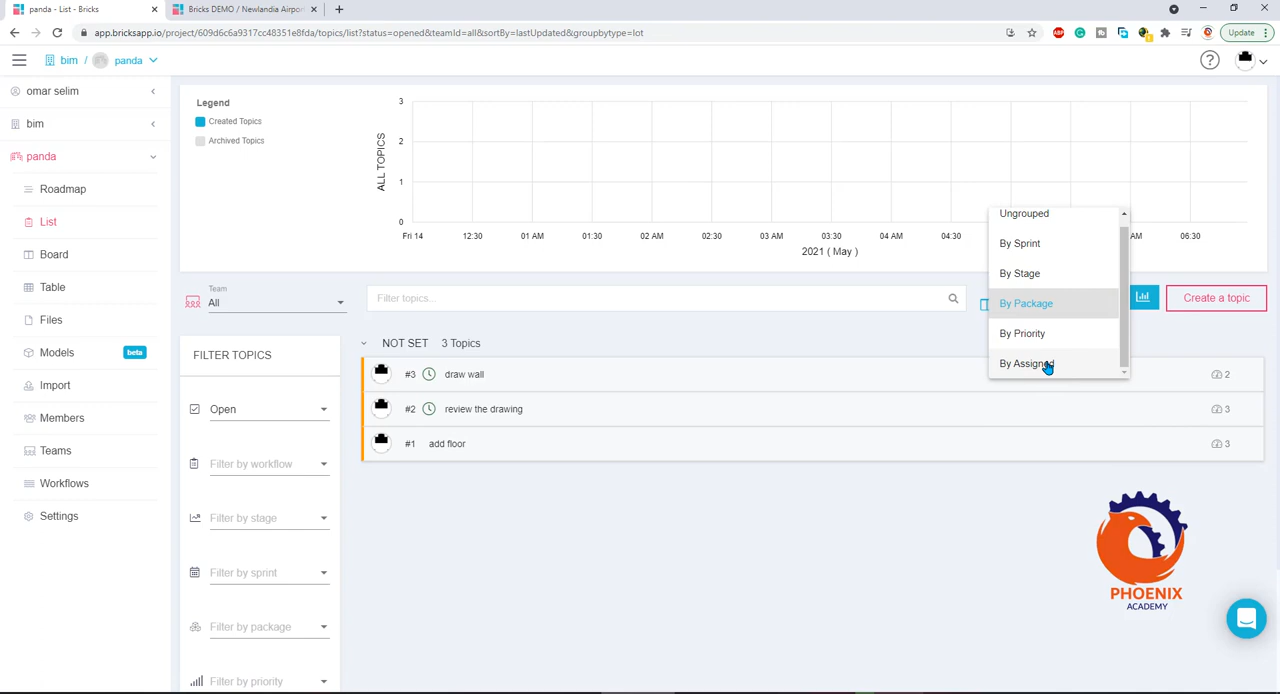 panda - List - Bricks
Bricks DEMO / Newlandia Airpor
app.bricksapp.io/project/609d6c6a9317cc48351e8fda/topics/list?status=opened&teamId=all&sortBy=lastUpdated&groupbytype=lot
ABP
Update
bim / panda
?
omar selim
bim
panda
Roadmap
List
Board
Table
Files
Models beta
Import
Members
Teams
Workflows
Settings
Legend
Created Topics
Archived Topics
ALL TOPICS
3
2
1
0
Fri 14 12:30 01 AM 01:30 02 AM 02:30 03 AM 03:30 04 AM 04:30 AM 06:30
2021 ( May )
Ungrouped
By Sprint
By Stage
By Package
By Priority
By Assigned
Team
All
Filter topics...
Create a topic
FILTER TOPICS
Open
Filter by workflow
Filter by stage
Filter by sprint
Filter by package
Filter by priority
NOT SET 3 Topics
#3 draw wall 2
#2 review the drawing 3
#1 add floor 3
PHOENIX
ACADEMY